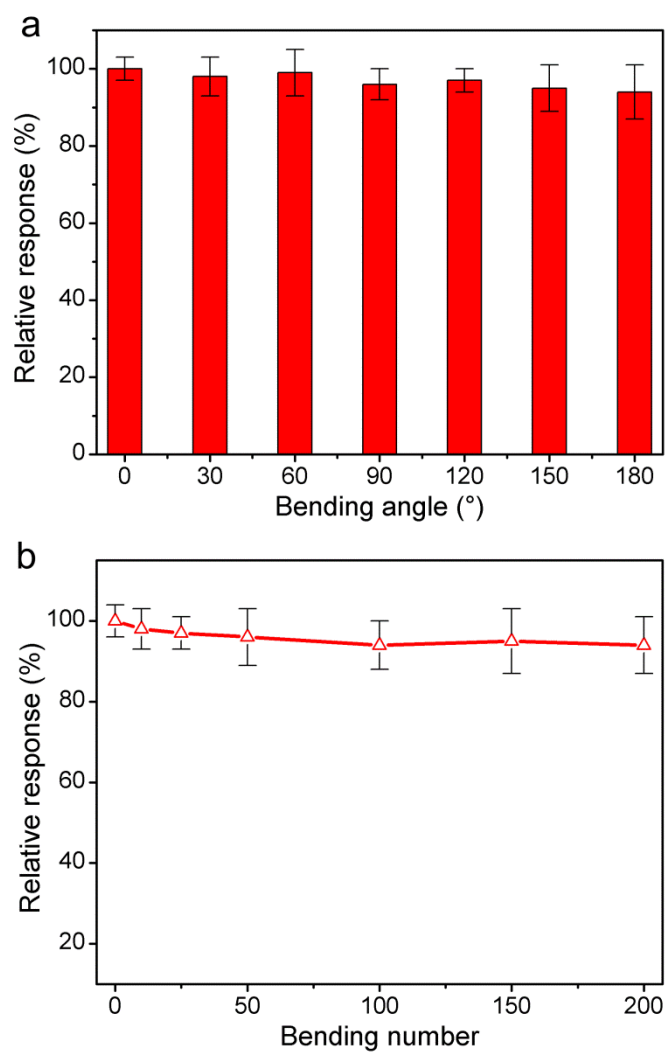 a
Relative response (%)
100
80
60
40
20
0
0 30 60 90 120 150 180
Bending angle (°)
b
Relative response (%)
100
80
60
40
20
0 50 100 150 200
Bending number